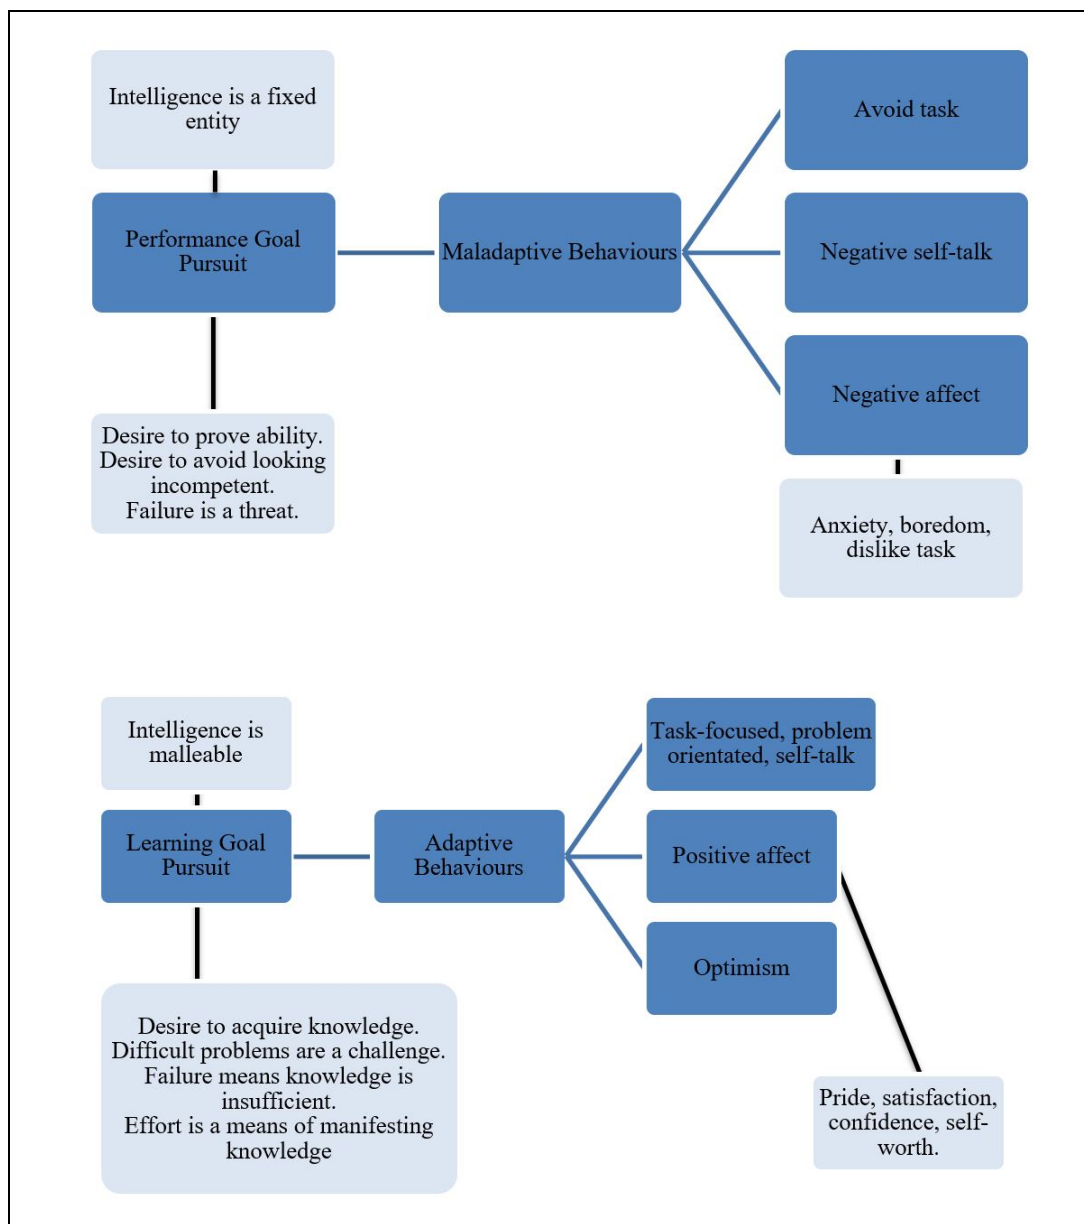 Intelligence is a fixed
entity
Performance Goal
Pursuit
Desire to prove ability.
Desire to avoid looking
incompetent.
Failure is a threat.
Maladaptive Behaviours
Avoid task
Negative self-talk
Negative affect
Anxiety, boredom,
dislike task
Intelligence is
malleable
Learning Goal
Pursuit
Desire to acquire knowledge.
Difficult problems are a challenge.
Failure means knowledge is
insufficient.
Effort is a means of manifesting
knowledge
Adaptive
Behaviours
Task-focused, problem
orientated, self-talk
Positive affect
Optimism
Pride, satisfaction,
confidence, self-
worth.